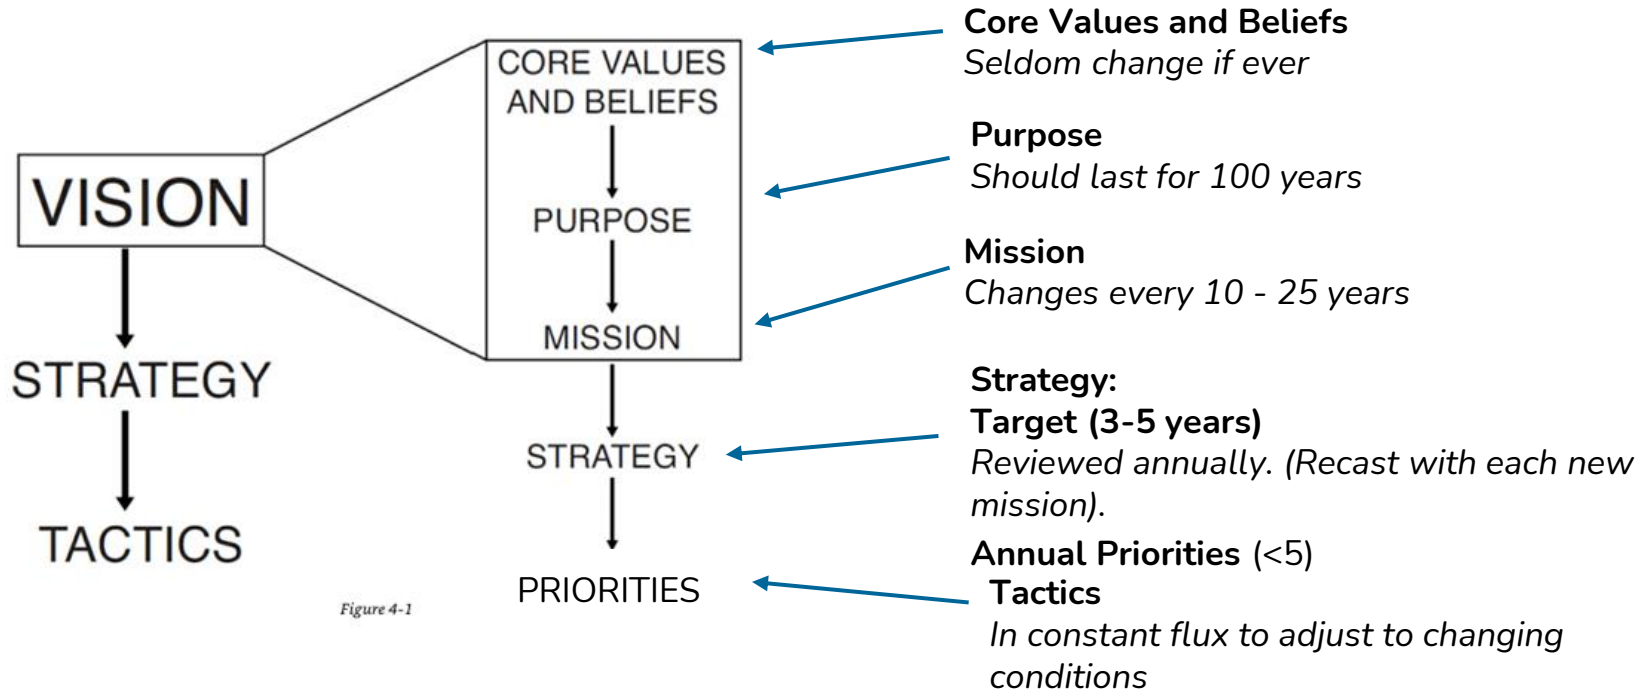 VISION
STRATEGY
TACTICS
Figure 4-1
CORE VALUES
AND BELIEFS
PURPOSE
MISSION
STRATEGY
PRIORITIES
Core Values and Beliefs
Seldom change if ever
Purpose
Should last for 100 years
Mission
Changes every 10 - 25 years
Strategy:
Target (3-5 years)
Reviewed annually. (Recast with each new
mission).
Annual Priorities (<5)
Tactics
In constant flux to adjust to changing
conditions